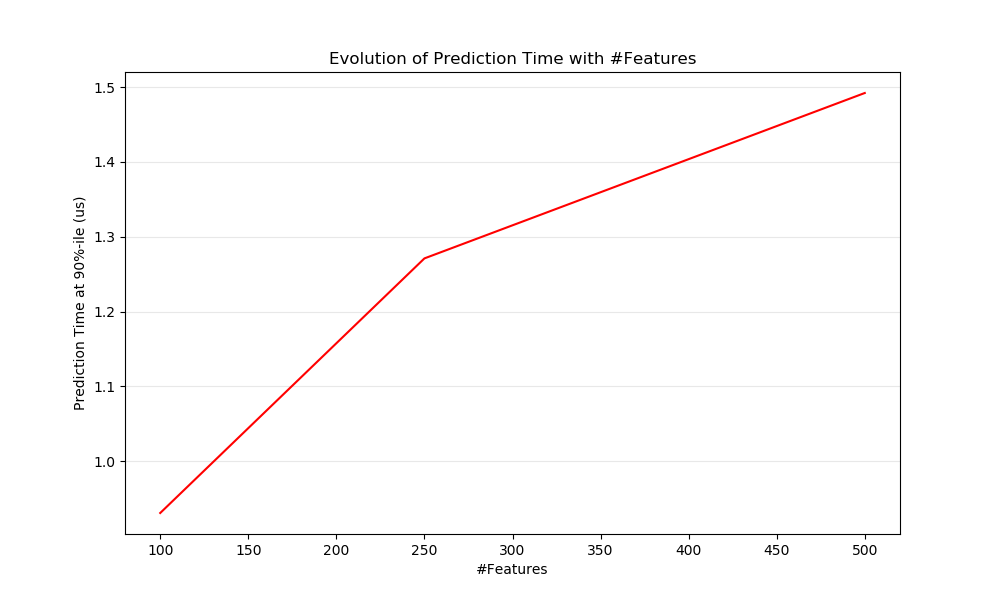 Evolution of Prediction Time with #Features
Prediction Time at 90%-ile (us)
1.5
1.4
1.3
1.2
1.1
1.0
100 150 200 250 300 350 400 450 500
#Features